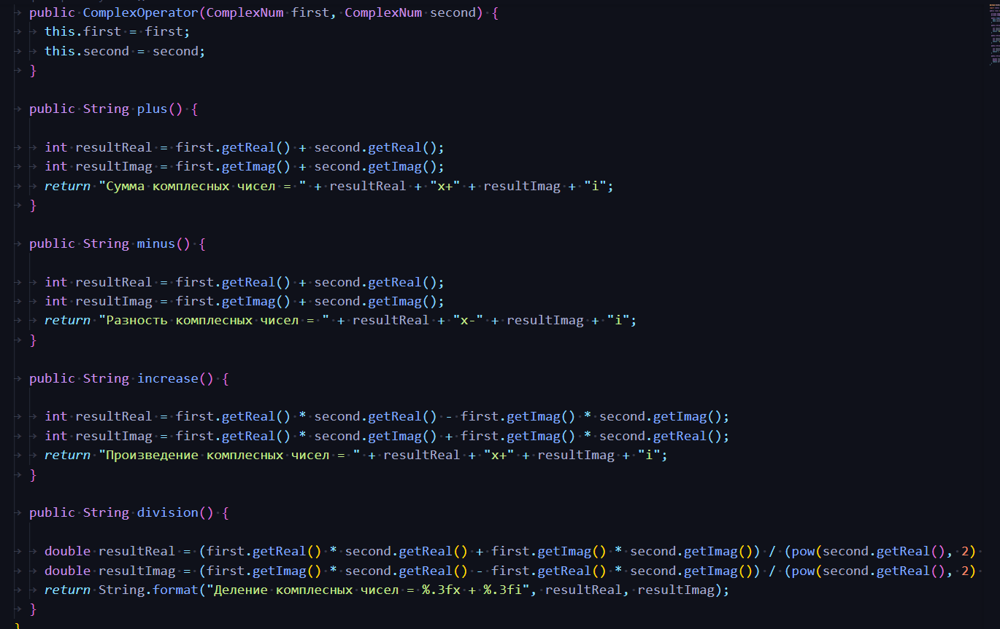 public ComplexOperator(ComplexNum first, ComplexNum second) {
this.first = first;
this.second = second;
}
public String plus() {
int resultReal = first.getReal() + second.getReal();
int resultImag = first.getImag() + second.getImag();
return "Сумма комплесных чисел = " + resultReal + "x+" + resultImag + "i";
}
public String minus() {
int resultReal = first.getReal() + second.getReal();
int resultImag = first.getImag() + second.getImag();
return "Разность комплесных чисел = " + resultReal + "x-" + resultImag + "i";
}
public String increase() {
int resultReal = first.getReal() * second.getReal() - first.getImag() * second.getImag();
int resultImag = first.getReal() * second.getImag() + first.getImag() * second.getReal();
return "Произведение комплесных чисел = " + resultReal + "x+" + resultImag + "i";
}
public String division() {
double resultReal = (first.getReal() * second.getReal() + first.getImag() * second.getImag()) / (pow(second.getReal(), 2)
double resultImag = (first.getImag() * second.getReal() - first.getReal() * second.getImag()) / (pow(second.getReal(), 2)
return String.format("Деление комплесных чисел = %.3fx + %.3fi", resultReal, resultImag);
}
}